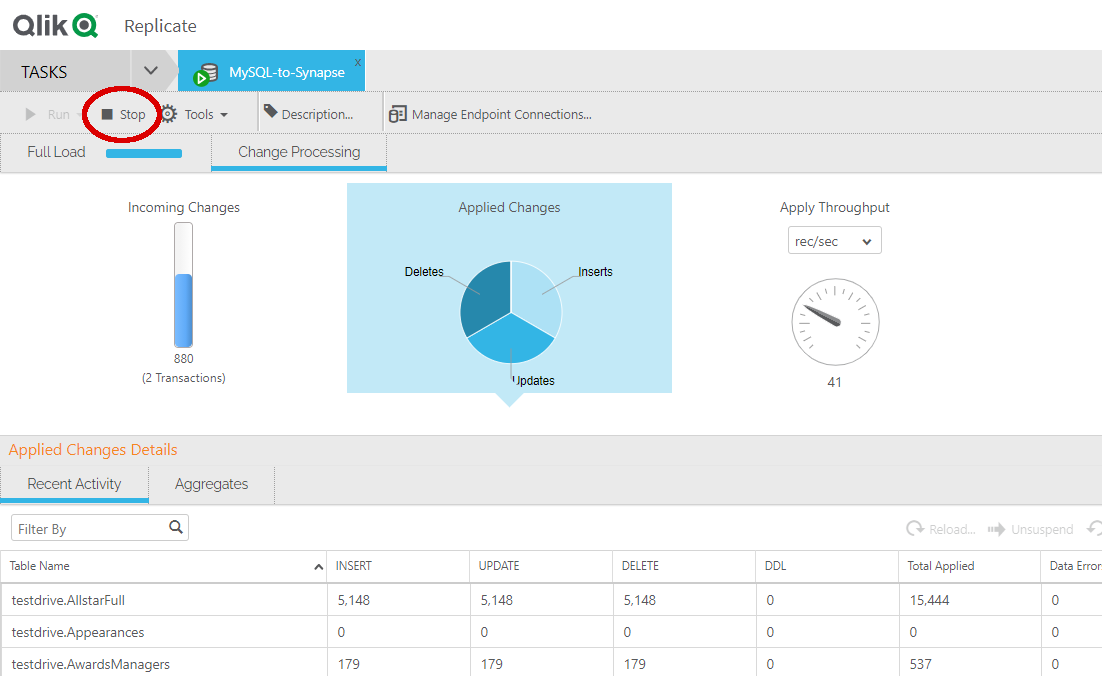 Qlik Replicate
TASKS MySQL-to-Synapse x
Run Stop Tools Description... Manage Endpoint Connections...
Full Load Change Processing
Incoming Changes Applied Changes Apply Throughput
rec/sec
Deletes Inserts
880
(2 Transactions)
Updates
41
Applied Changes Details
Recent Activity Aggregates
Filter By Reload... Unsuspend
Table Name INSERT UPDATE DELETE DDL Total Applied Data Error
testdrive.AllstarFull 5,148 5,148 5,148 0 15,444 0
testdrive.Appearances 0 0 0 0 0 0
testdrive.AwardsManagers 179 179 179 0 537 0